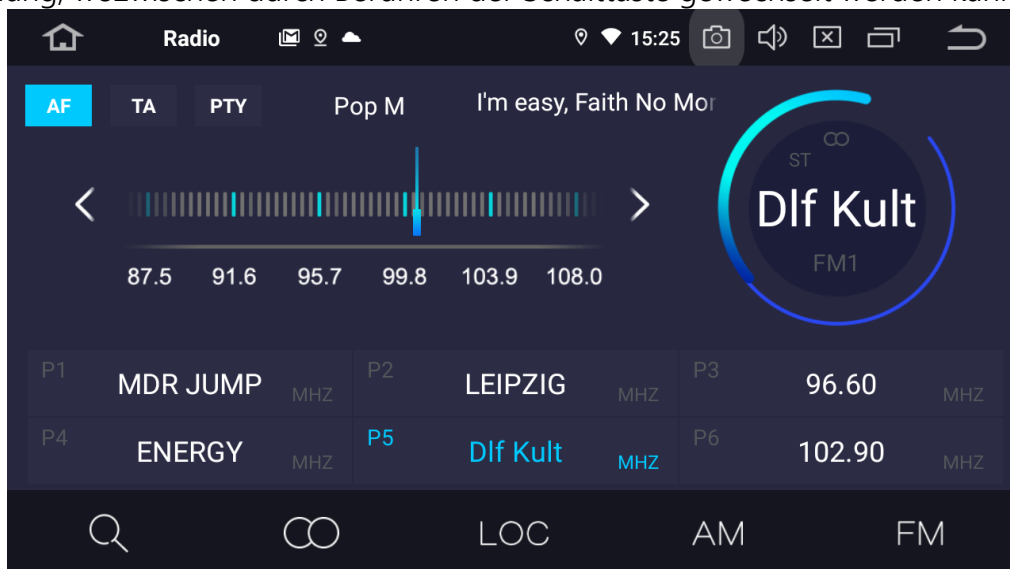 Radio 15:25
AF TA PTY Pop M I'm easy, Faith No Mor
ST
Dlf Kult
FM1
87.5 91.6 95.7 99.8 103.9 108.0
P1 MDR JUMP MHZ P2 LEIPZIG MHZ P3 96.60 MHZ
P4 ENERGY MHZ P5 Dlf Kult MHZ P6 102.90 MHZ
LOC AM FM